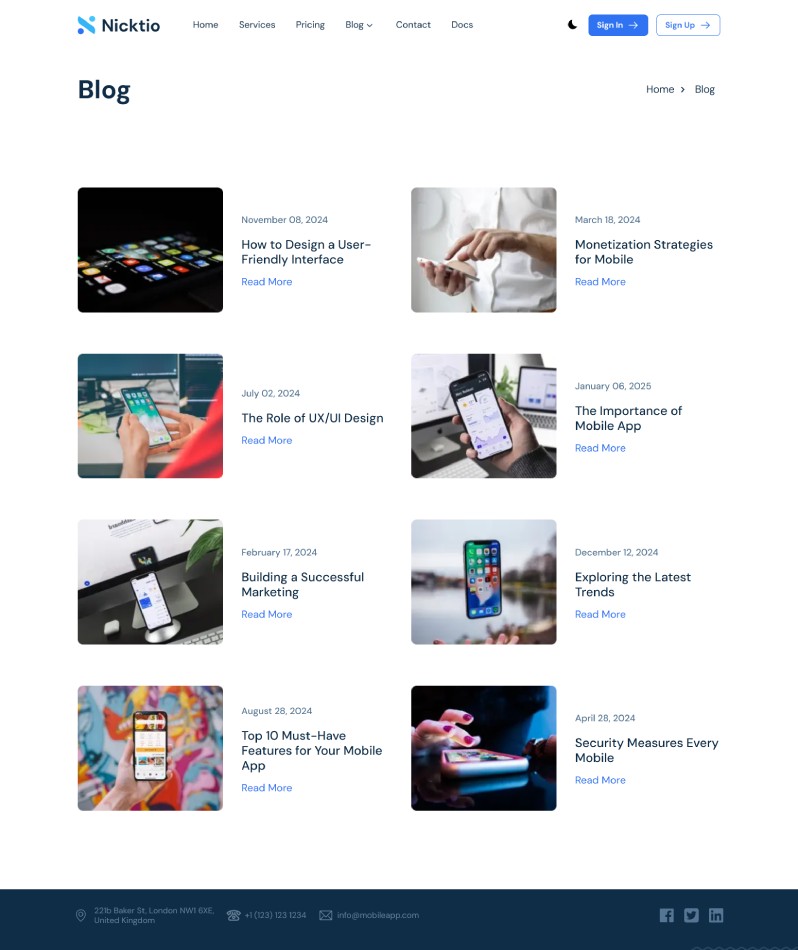 Nicktio
Home Services Pricing Blog Contact Docs
Sign In
Sign Up
Blog
Home > Blog
November 08, 2024
How to Design a User-
Friendly Interface
Read More
March 18, 2024
Monetization Strategies
for Mobile
Read More
July 02, 2024
The Role of UX/UI Design
Read More
January 06, 2025
The Importance of
Mobile App
Read More
February 17, 2024
Building a Successful
Marketing
Read More
December 12, 2024
Exploring the Latest
Trends
Read More
August 28, 2024
Top 10 Must-Have
Features for Your Mobile
App
Read More
April 28, 2024
Security Measures Every
Mobile
Read More
221b Baker St, London NW1 6XE,
United Kingdom
+1 (123) 123 1234
info@mobileapp.com